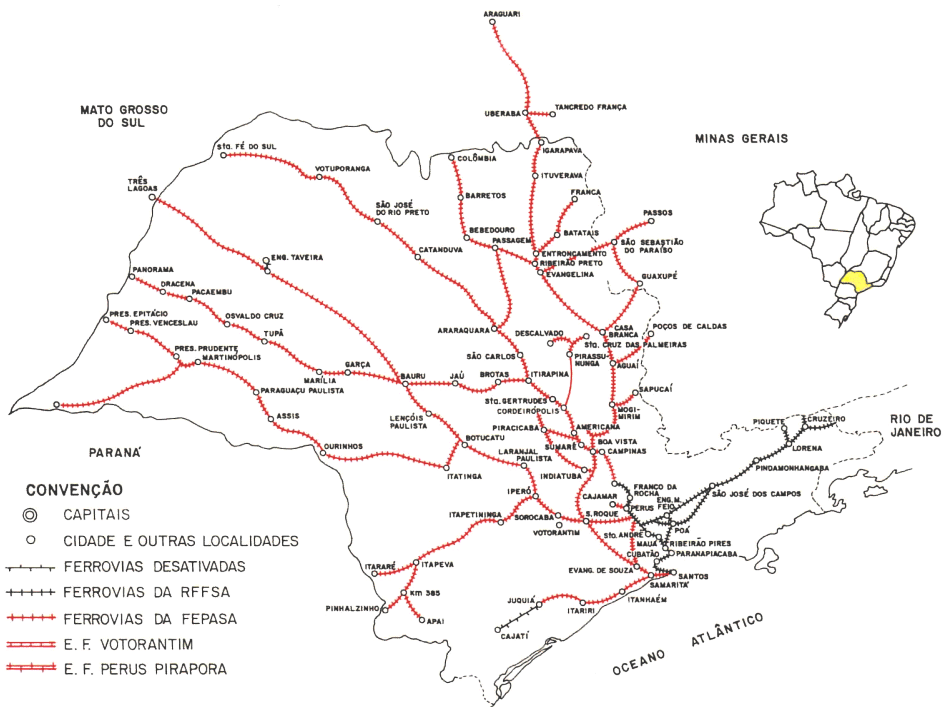 ARAGUARI
MATO GROSSO
DO SUL
UBERABA
TANCREDO FRANÇA
MINAS GERAIS
IGARAPAVA
Stª. FÉ DO SUL
COLÔMBIA
VOTUPORANGA
ITUVERAVA
TRÊS
LAGOAS
FRANCA
BARRETOS
SÃO JOSÉ
DO RIO PRETO
PASSOS
BEBEDOURO
BATATAIS
PASSAGEM
SÃO SEBASTIÃO
DO PARAÍSO
CATANDUVA
ENTRONCAMENTO
RIBEIRÃO PRETO
EVANGELINA
ENG. TAVEIRA
PANORAMA
GUAXUPÉ
DRACENA
PACAEMBU
PRES. EPITÁCIO
PRES. VENCESLAU
OSVALDO CRUZ
ARARAQUARA
DESCALVADO
CASA
BRANCA
POÇOS DE CALDAS
TUPÃ
Stª. CRUZ DAS PALMEIRAS
PRES. PRUDENTE
MARTINÓPOLIS
SÃO CARLOS
PIRASSU-
NUNGA
AGUAÍ
GARÇA
MARÍLIA
BAURU
JAÚ
BROTAS
ITIRAPINA
SAPUCAÍ
PARAGUAÇU PAULISTA
Stª. GERTRUDES
CORDEIRÓPOLIS
MOGI-
MIRIM
LENÇÓIS
PAULISTA
ASSIS
PIRACICABA
AMERICANA
PIQUETE
CRUZEIRO
RIO DE
JANEIRO
BOTUCATU
SUMARÉ
BOA VISTA
CAMPINAS
LORENA
OURINHOS
PARANÁ
LARANJAL
PAULISTA
ITATINGA
INDIATUBA
PINDAMONHANGABA
CONVENÇÃO
FRANCO DA
ROCHA
SÃO JOSÉ DOS CAMPOS
IPERÓ
CAJAMAR
PERUS
ENG. M.
FEIO
CAPITAIS
ITAPETININGA
SOROCABA
VOTORANTIM
S. ROQUE
POÁ
CIDADE E OUTRAS LOCALIDADES
Stº. ANDRÉ
MAUÁ
RIBEIRÃO PIRES
CUBATÃO
PARANAPIACABA
FERROVIAS DESATIVADAS
ITARARÉ
ITAPEVA
EVANG. DE SOUZA
SANTOS
SAMARITÁ
FERROVIAS DA RFFSA
Km 385
JUQUIÁ
ITARIRI
ITANHAÉM
PINHALZINHO
APAI
FERROVIAS DA FEPASA
CAJATÍ
OCEANO ATLÂNTICO
E. F. VOTORANTIM
E. F. PERUS PIRAPORA